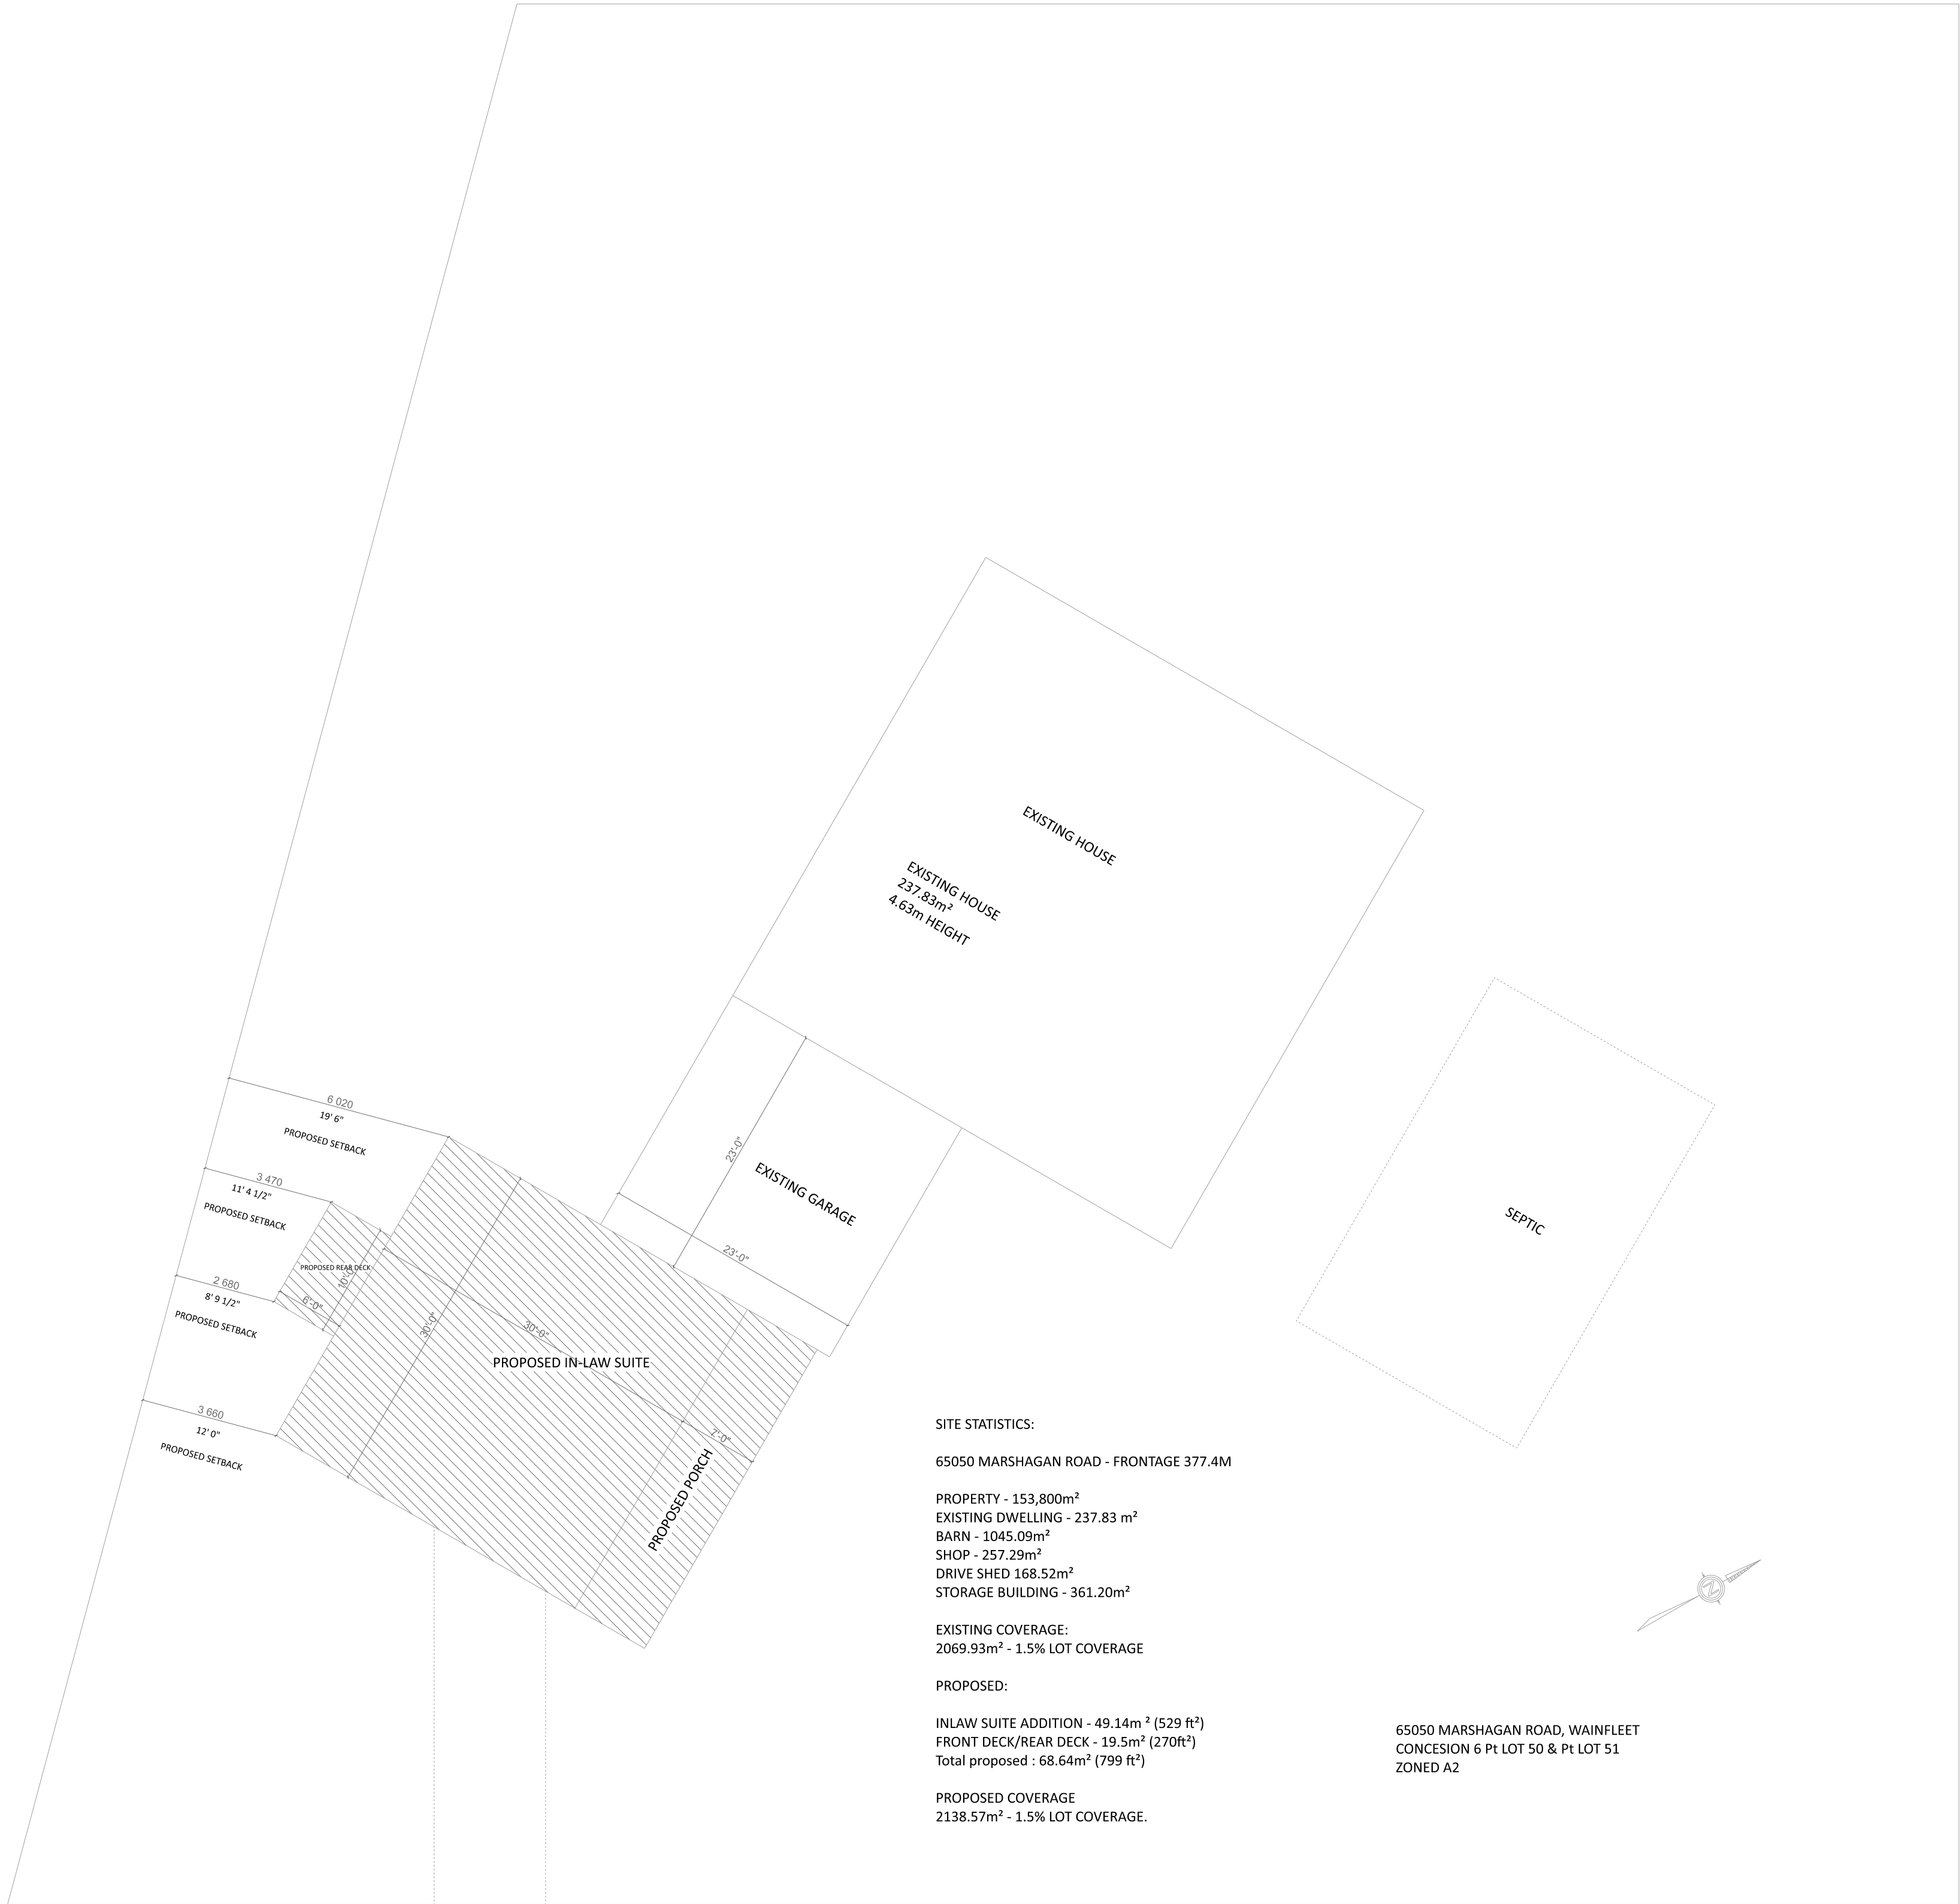 EXISTING HOUSE
EXISTING HOUSE
237.83m²
4.63m HEIGHT
6 020
19' 6"
PROPOSED SETBACK
3 470
11' 4 1/2"
PROPOSED SETBACK
2 680
8' 9 1/2"
PROPOSED SETBACK
3 660
12' 0"
PROPOSED SETBACK
PROPOSED REAR DECK
10'-0"
6'-0"
30'-0"
30'-0"
PROPOSED IN-LAW SUITE
7'-0"
PROPOSED PORCH
23'-0"
EXISTING GARAGE
23'-0"
SEPTIC
SITE STATISTICS:
65050 MARSHAGAN ROAD - FRONTAGE 377.4M
PROPERTY - 153,800m²
EXISTING DWELLING - 237.83 m²
BARN - 1045.09m²
SHOP - 257.29m²
DRIVE SHED 168.52m²
STORAGE BUILDING - 361.20m²
EXISTING COVERAGE:
2069.93m² - 1.5% LOT COVERAGE
PROPOSED:
INLAW SUITE ADDITION - 49.14m ² (529 ft²)
FRONT DECK/REAR DECK - 19.5m² (270ft²)
Total proposed : 68.64m² (799 ft²)
PROPOSED COVERAGE
2138.57m² - 1.5% LOT COVERAGE.
N
65050 MARSHAGAN ROAD, WAINFLEET
CONCESION 6 Pt LOT 50 & Pt LOT 51
ZONED A2